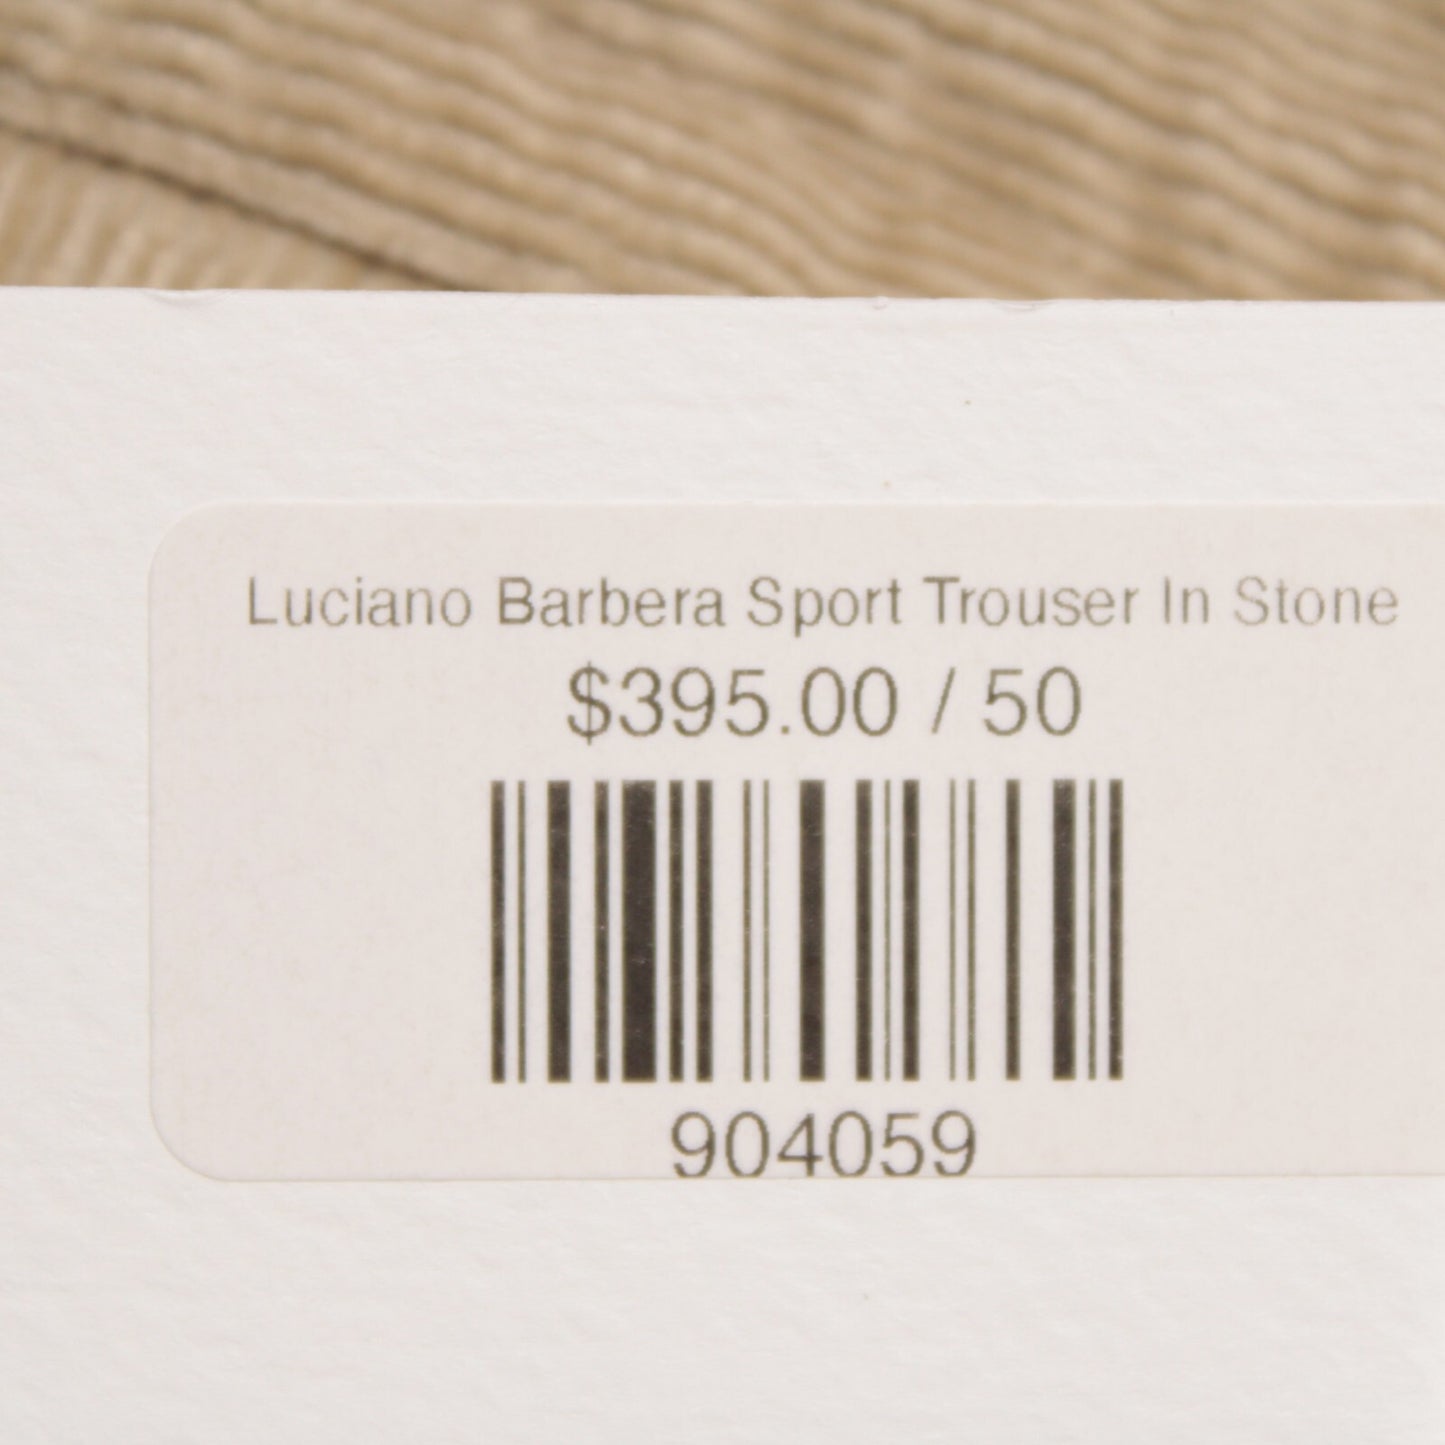 Luciano Barbera Sport Trouser In Stone
$395.00 / 50
904059